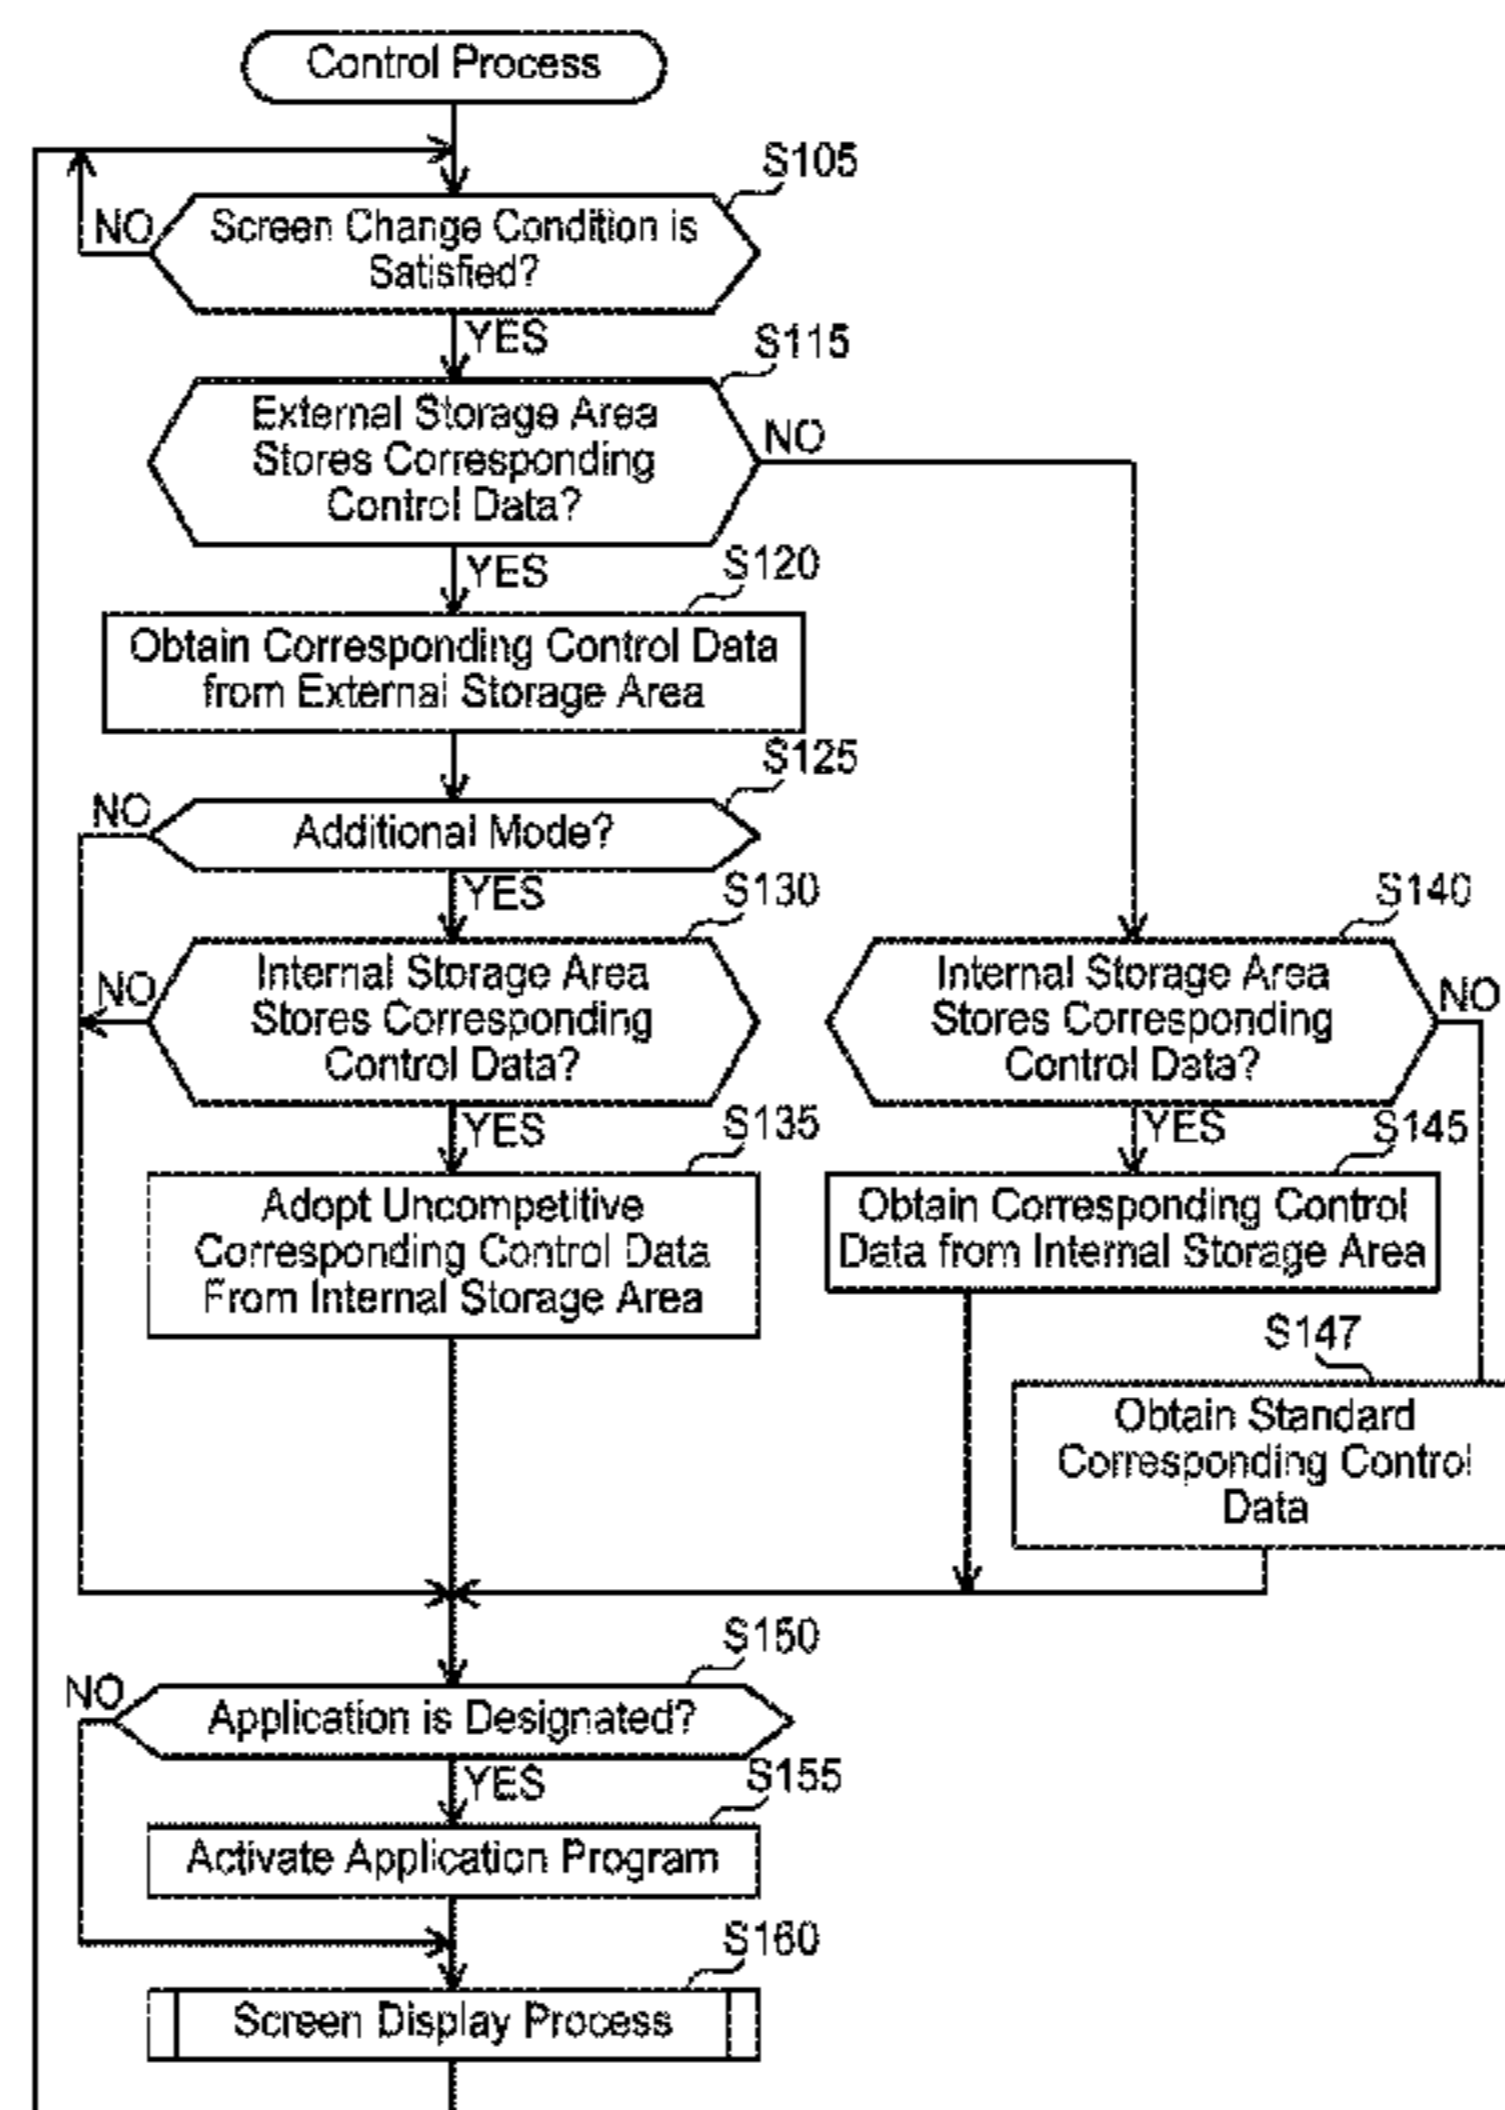 Control Process
S105
NO
Screen Change Condition is
Satisfied?
YES
S115
External Storage Area
Stores Corresponding
Control Data?
NO
YES
S120
Obtain Corresponding Control Data
from External Storage Area
S125
NO
Additional Mode?
YES
S130
S140
NO
Internal Storage Area
Stores Corresponding
Control Data?
Internal Storage Area
Stores Corresponding
Control Data?
NO
YES
S135
YES
S145
Adopt Uncompetitive
Corresponding Control Data
From Internal Storage Area
Obtain Corresponding Control
Data from Internal Storage Area
S147
Obtain Standard
Corresponding Control
Data
S150
NO
Application is Designated?
YES
S155
Activate Application Program
S160
Screen Display Process